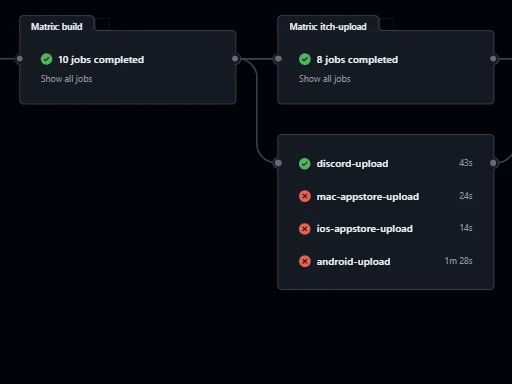 Matrix: build
10 jobs completed
Show all jobs
Matrix: itch-upload
8 jobs completed
Show all jobs
discord-upload 43s
mac-appstore-upload 24s
ios-appstore-upload 14s
android-upload 1m 28s